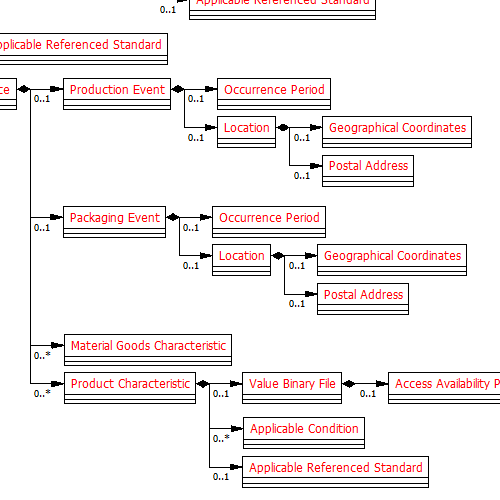 Applicable Referenced Standard
0..1
pplicable Referenced Standard
ce
0..1
Production Event
0..1
Occurrence Period
0..1
Location
0..1
Geographical Coordinates
0..1
Postal Address
0..1
Packaging Event
0..1
Occurrence Period
0..1
Location
0..1
Geographical Coordinates
0..1
Postal Address
0..*
Material Goods Characteristic
0..*
Product Characteristic
0..1
Value Binary File
0..1
Access Availability P
0..*
Applicable Condition
0..1
Applicable Referenced Standard